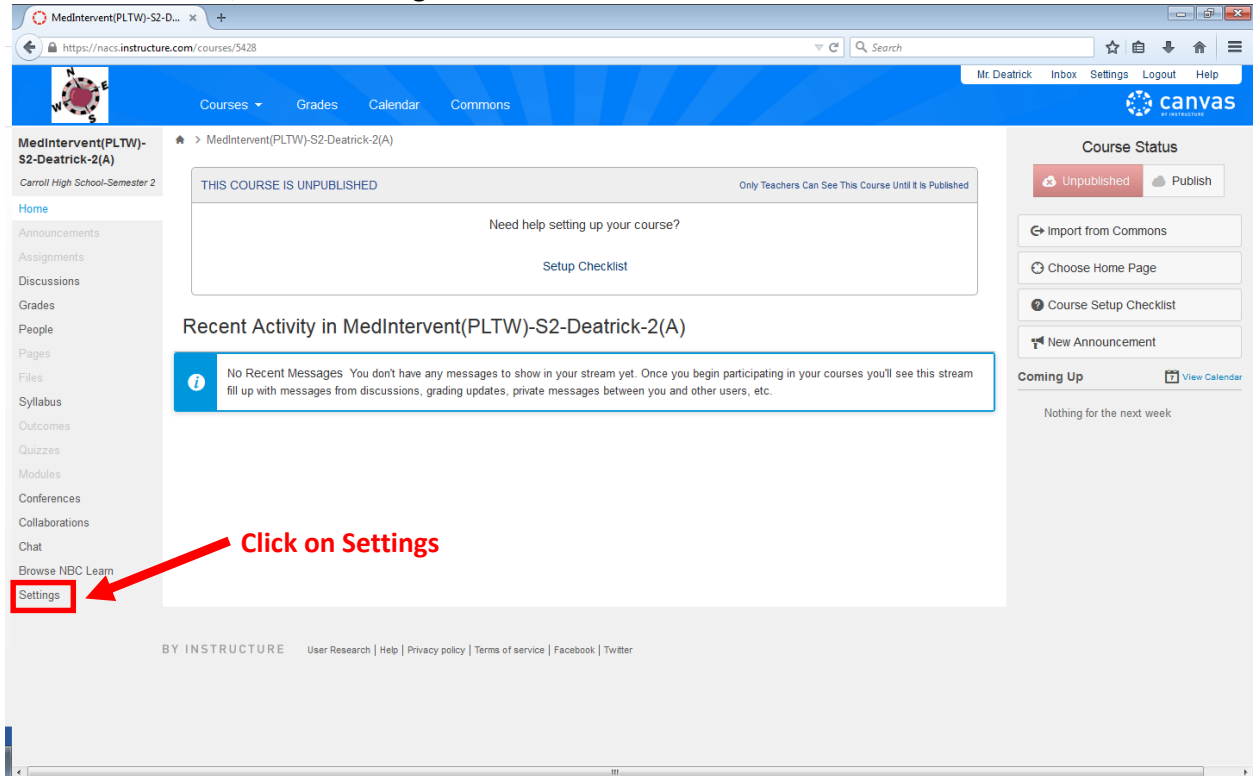 MedIntervent(PLTW)-S2-D...
https://nacs.instructure.com/courses/5428
Search
Mr. Deatrick Inbox Settings Logout Help
N
W E
S
Courses Grades Calendar Commons
canvas
BY INSTRUCTURE
MedIntervent(PLTW)-
S2-Deatrick-2(A)
Carroll High School-Semester 2
Home
Announcements
Assignments
Discussions
Grades
People
Pages
Files
Syllabus
Outcomes
Quizzes
Modules
Conferences
Collaborations
Chat
Browse NBC Learn
Settings
> MedIntervent(PLTW)-S2-Deatrick-2(A)
THIS COURSE IS UNPUBLISHED Only Teachers Can See This Course Until It Is Published
Need help setting up your course?
Setup Checklist
Recent Activity in MedIntervent(PLTW)-S2-Deatrick-2(A)
No Recent Messages You don't have any messages to show in your stream yet. Once you begin participating in your courses you'll see this stream
fill up with messages from discussions, grading updates, private messages between you and other users, etc.
Click on Settings
Course Status
Unpublished Publish
Import from Commons
Choose Home Page
Course Setup Checklist
New Announcement
Coming Up 7 View Calendar
Nothing for the next week
BY INSTRUCTURE User Research | Help | Privacy policy | Terms of service | Facebook | Twitter